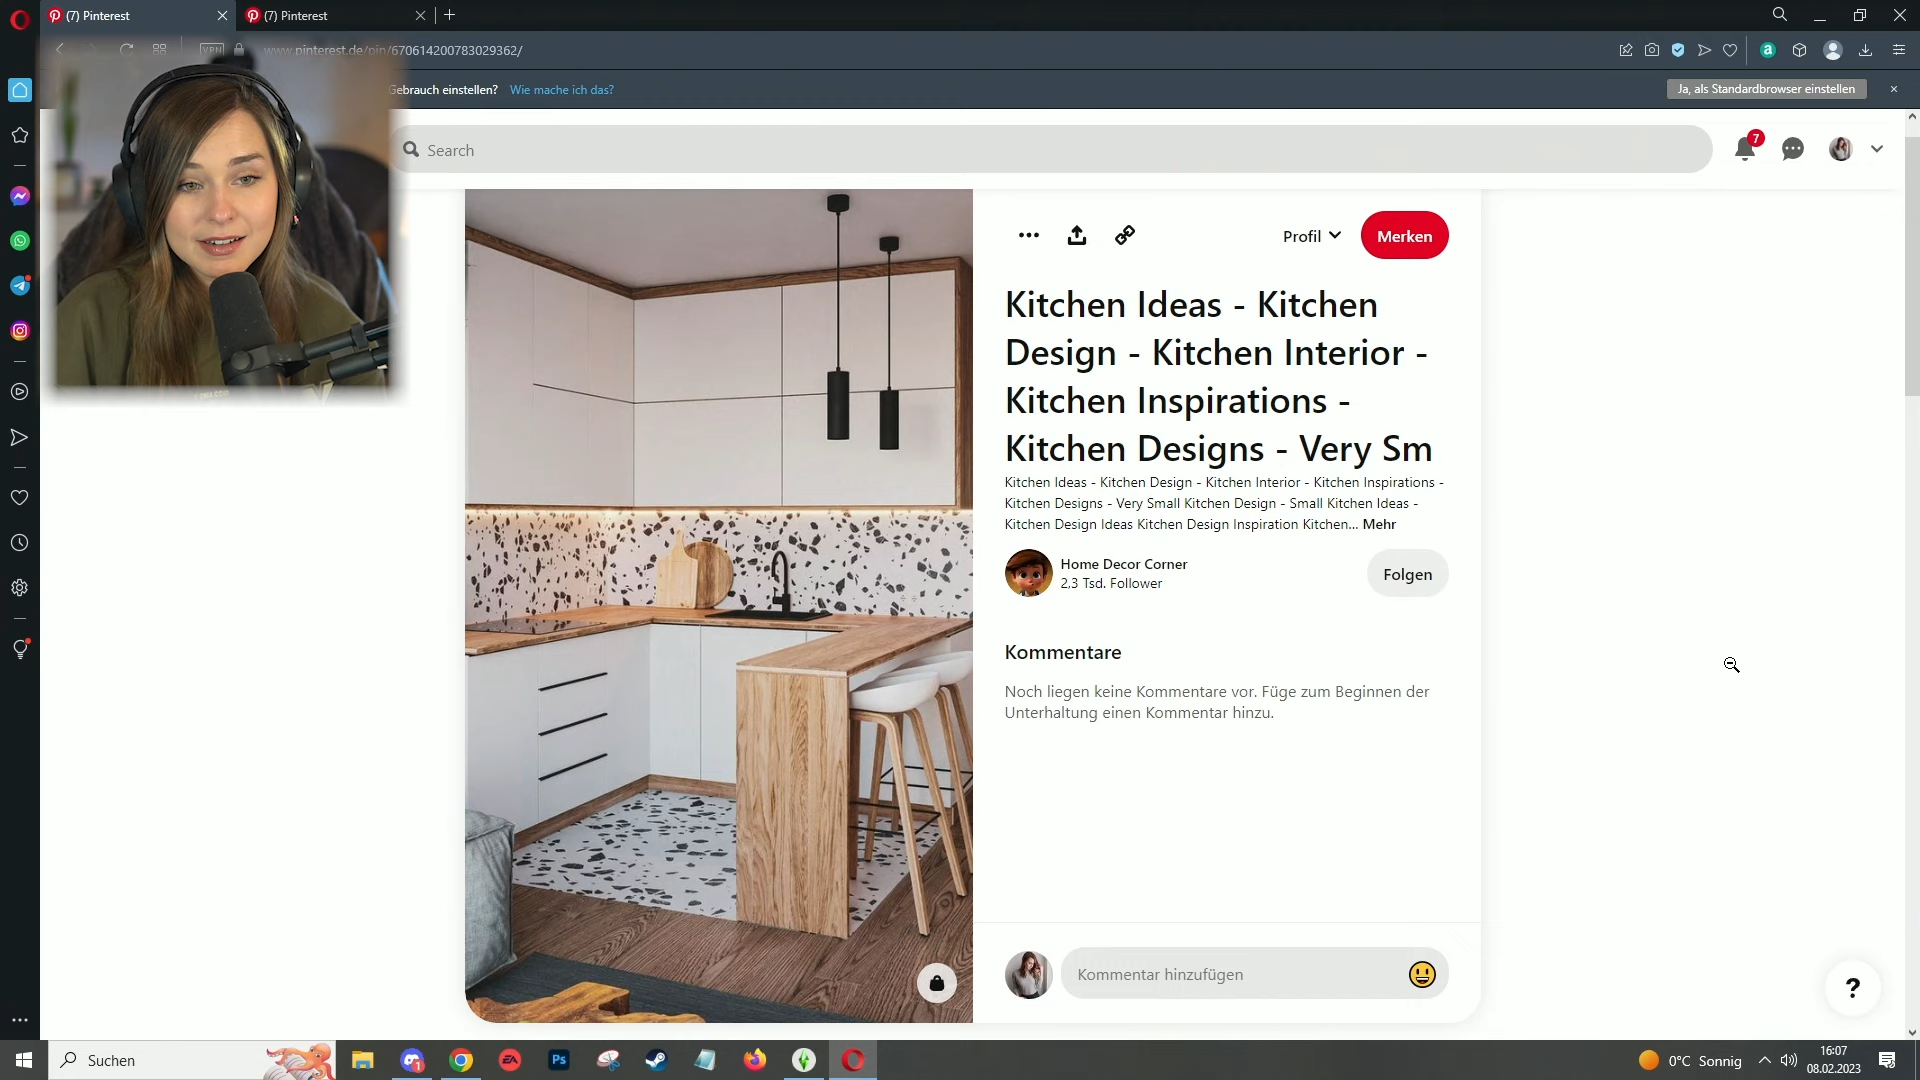 (7) Pinterest
(7) Pinterest
VPN
www.pinterest.de/pin/670614200783029362/
Gebrauch einstellen? Wie mache ich das?
Ja, als Standardbrowser einstellen
Search
7
Profil
Merken
Kitchen Ideas - Kitchen
Design - Kitchen Interior -
Kitchen Inspirations -
Kitchen Designs - Very Sm
Kitchen Ideas - Kitchen Design - Kitchen Interior - Kitchen Inspirations -
Kitchen Designs - Very Small Kitchen Design - Small Kitchen Ideas -
Kitchen Design Ideas Kitchen Design Inspiration Kitchen... Mehr
Home Decor Corner
2,3 Tsd. Follower
Folgen
Kommentare
Noch liegen keine Kommentare vor. Füge zum Beginnen der
Unterhaltung einen Kommentar hinzu.
Kommentar hinzufügen
?
Suchen
EA
Ps
0°C Sonnig
16:07
08.02.2023